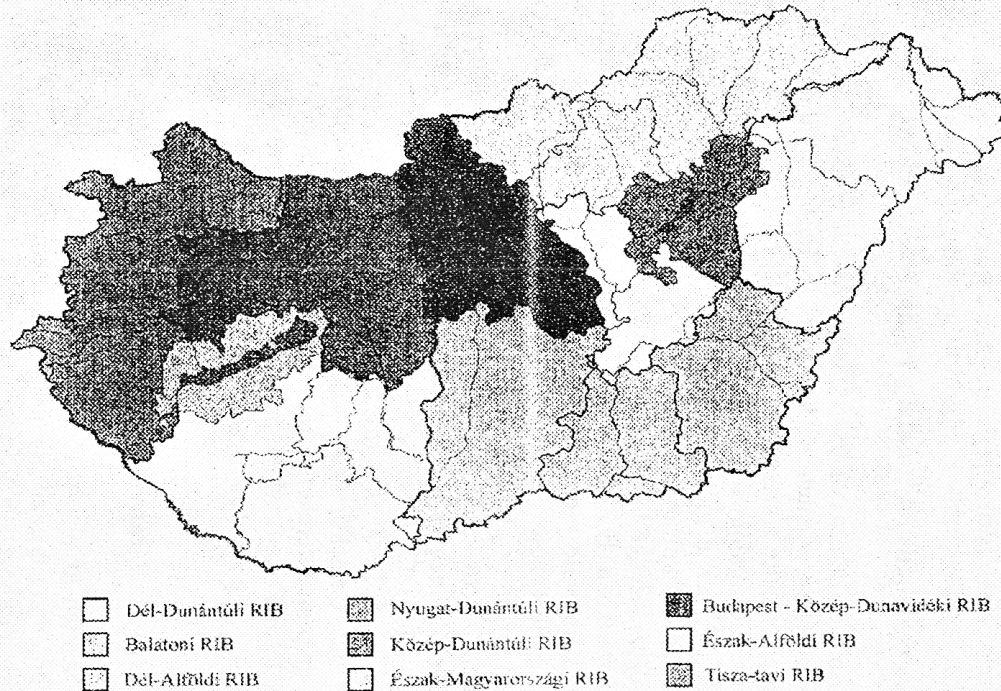 Dél-Dunántúli RIB
Balatoni RIB
Dél-Alföldi RIB
Nyugat-Dunántúli RIB
Közép-Dunántúli RIB
Észak-Magyarországi RIB
Budapest - Közép-Dunavidéki RIB
Észak-Alföldi RIB
Tisza-tavi RIB